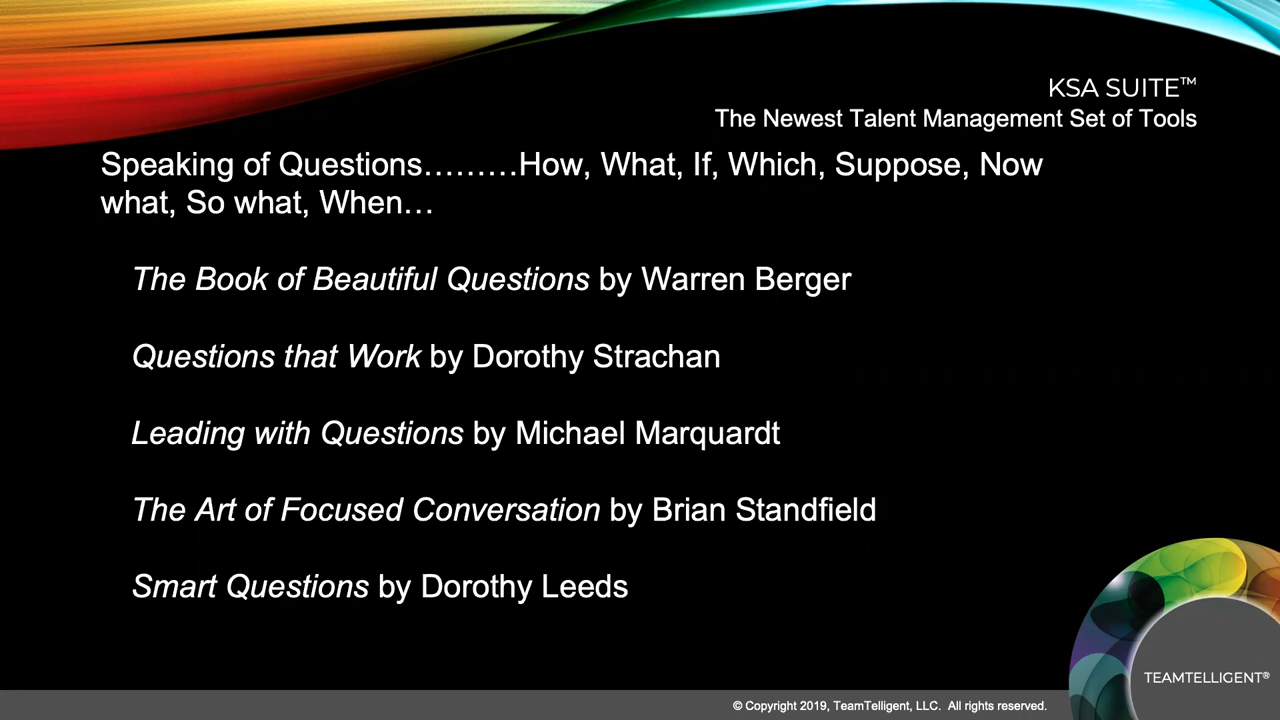 KSA SUITE™
The Newest Talent Management Set of Tools
Speaking of Questions………How, What, If, Which, Suppose, Now
what, So what, When…
The Book of Beautiful Questions by Warren Berger
Questions that Work by Dorothy Strachan
Leading with Questions by Michael Marquardt
The Art of Focused Conversation by Brian Standfield
Smart Questions by Dorothy Leeds
TEAMTELLIGENT®
© Copyright 2019, TeamTelligent, LLC.  All rights reserved.